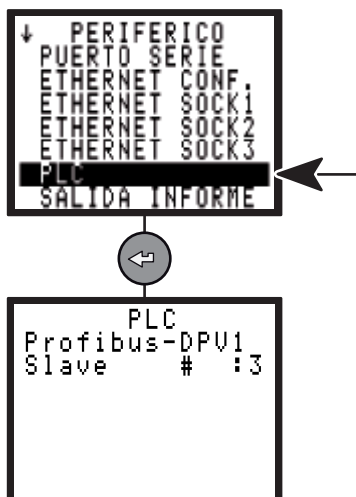 ↓ PERIFERICO
PUERTO SERIE
ETHERNET CONF.
ETHERNET SOCK1
ETHERNET SOCK2
ETHERNET SOCK3
PLC
SALIDA INFORME
PLC
Profibus-DPV1
Slave # :3